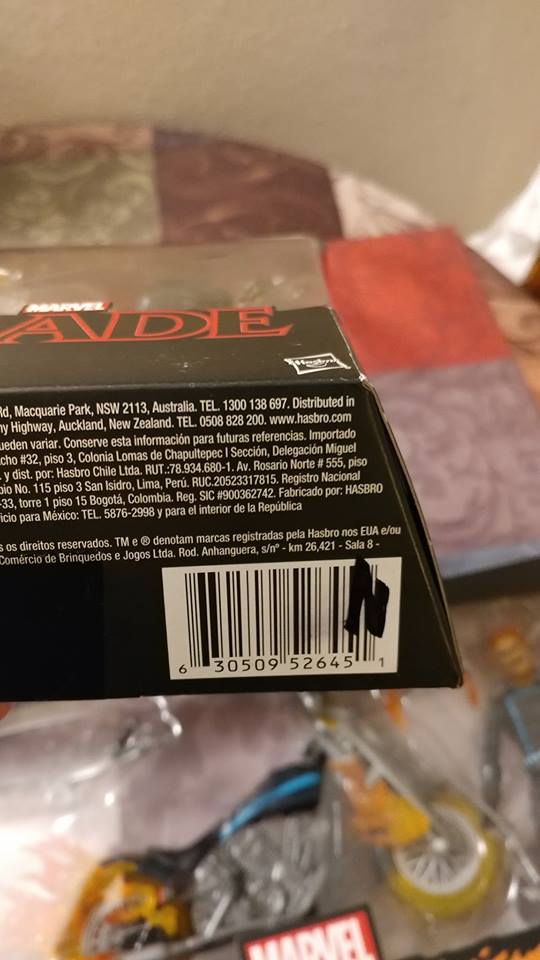 MARVEL
ADE
Hasbro
Rd, Macquarie Park, NSW 2113, Australia. TEL. 1300 138 697. Distributed in
ny Highway, Auckland, New Zealand. TEL. 0508 828 200. www.hasbro.com
ueden variar. Conserve esta información para futuras referencias. Importado
cho #32, piso 3, Colonia Lomas de Chapultepec I Sección, Delegación Miguel
. y dist. por: Hasbro Chile Ltda. RUT.:78.934.680-1. Av. Rosario Norte # 555, piso
bio No. 115 piso 3 San Isidro, Lima, Perú. RUC.20523317815. Registro Nacional
-33, torre 1 piso 15 Bogotá, Colombia. Reg. SIC #900362742. Fabricado por: HASBRO
icio para México: TEL. 5876-2998 y para el interior de la República
s os direitos reservados. TM e ® denotam marcas registradas pela Hasbro nos EUA e/ou
Comércio de Brinquedos e Jogos Ltda. Rod. Anhanguera, s/nº - km 26,421 - Sala 8 -
N
6 30509 52645 1
MARVEL